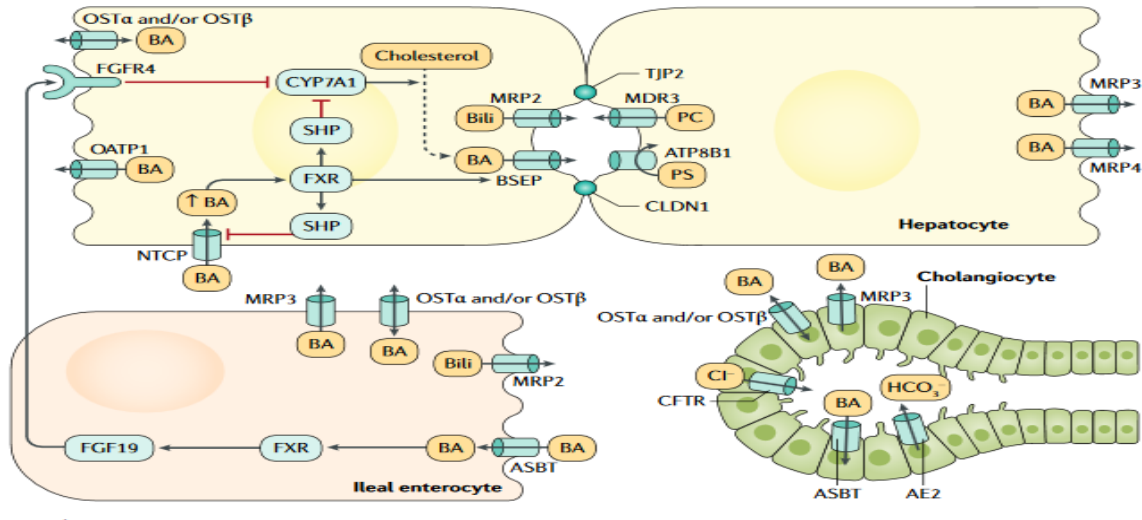 OSTα and/or OSTβ
BA
FGFR4
Cholesterol
CYP7A1
TJP2
MRP2
MDR3
MRP3
Bili
PC
BA
SHP
OATP1
BA
BA
ATP8B1
BA
FXR
BSEP
PS
MRP4
↑ BA
SHP
CLDN1
Hepatocyte
NTCP
BA
BA
Cholangiocyte
BA
MRP3
MRP3
OSTα and/or OSTβ
OSTα and/or OSTβ
BA
BA
Bili
MRP2
Cl⁻
HCO₃⁻
CFTR
BA
FGF19
FXR
BA
BA
ASBT
Ileal enterocyte
ASBT
AE2